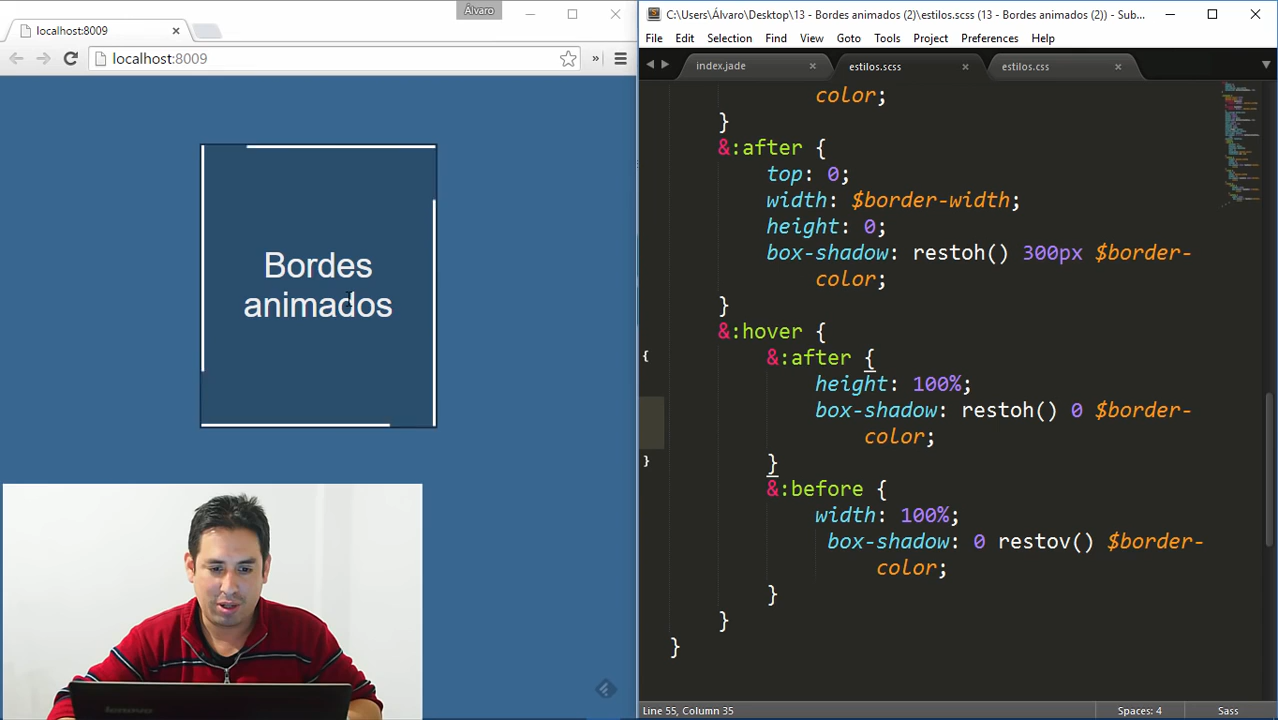 Álvaro
localhost:8009
localhost:8009
»
Bordes
animados
C:\Users\Álvaro\Desktop\13 - Bordes animados (2)\estilos.scss (13 - Bordes animados (2)) - Sub...
File Edit Selection Find View Goto Tools Project Preferences Help
index.jade estilos.scss estilos.css
color;
}
&:after {
top: 0;
width: $border-width;
height: 0;
box-shadow: restoh() 300px $border-
color;
}
&:hover {
&:after {
height: 100%;
box-shadow: restoh() 0 $border-
color;
}
&:before {
width: 100%;
box-shadow: 0 restov() $border-
color;
}
}
}
{
}
Line 55, Column 35 Spaces: 4 Sass